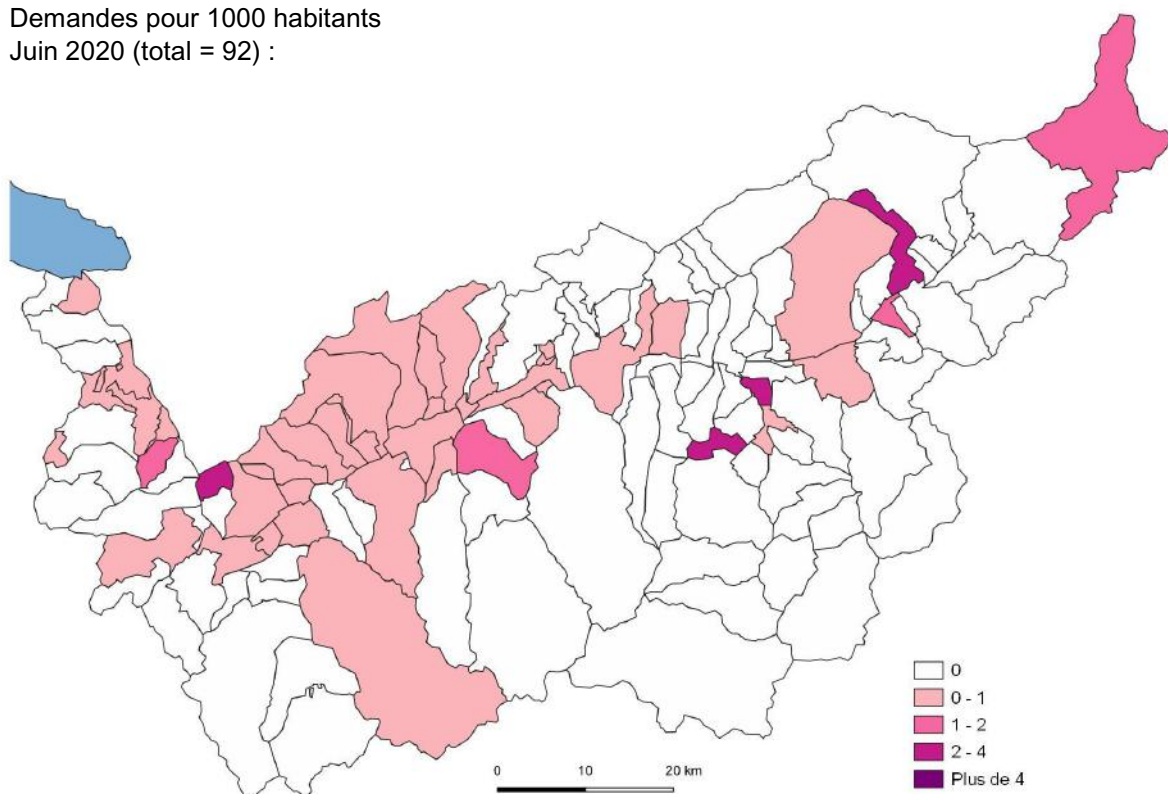 Demandes pour 1000 habitants
Juin 2020 (total = 92) :
0
0 - 1
1 - 2
2 - 4
Plus de 4
0 10 20 km